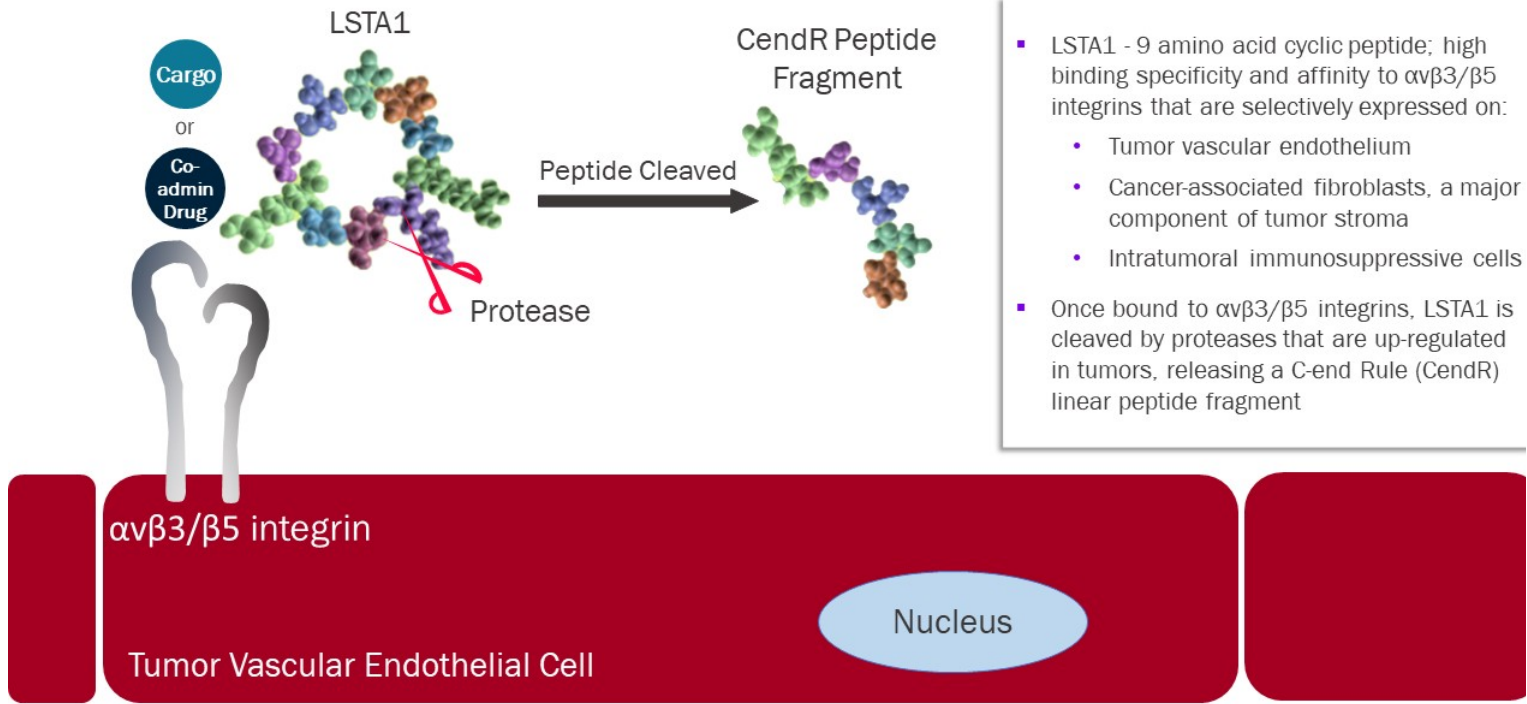 LSTA1
Cargo
or
Co-
admin
Drug
Peptide Cleaved
CendR Peptide
Fragment
Protease
▪ LSTA1 - 9 amino acid cyclic peptide; high
binding specificity and affinity to αvβ3/β5
integrins that are selectively expressed on:
• Tumor vascular endothelium
• Cancer-associated fibroblasts, a major
component of tumor stroma
• Intratumoral immunosuppressive cells
▪ Once bound to αvβ3/β5 integrins, LSTA1 is
cleaved by proteases that are up-regulated
in tumors, releasing a C-end Rule (CendR)
linear peptide fragment
αvβ3/β5 integrin
Nucleus
Tumor Vascular Endothelial Cell